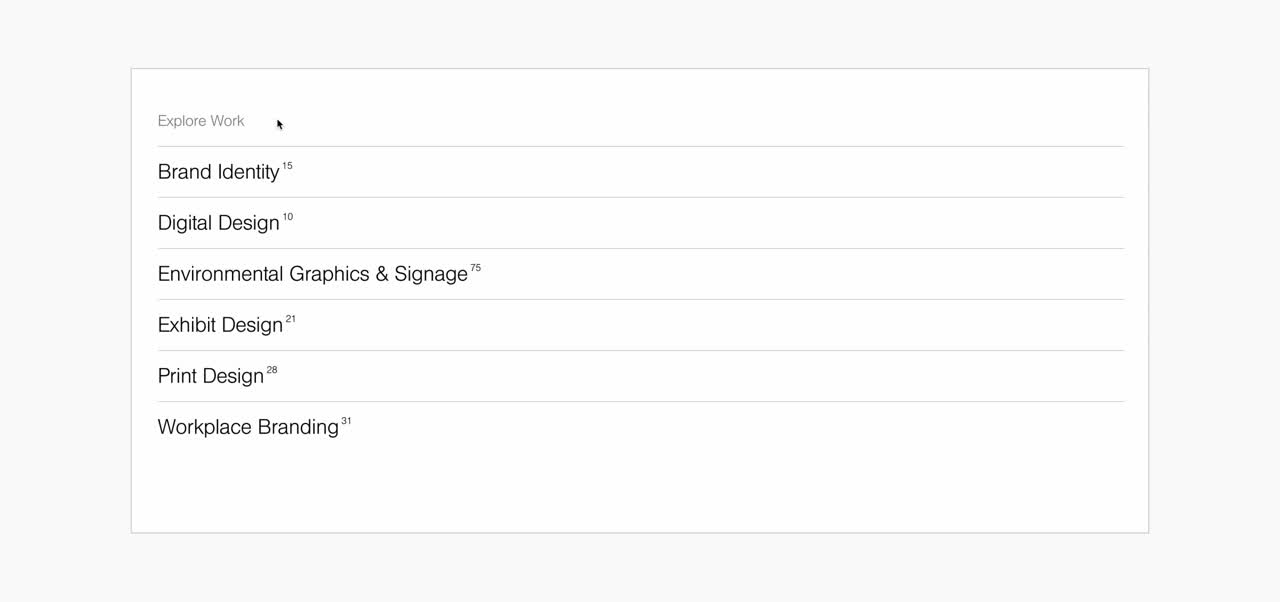 Explore Work
Brand Identity 15
Digital Design 10
Environmental Graphics & Signage 75
Exhibit Design 21
Print Design 28
Workplace Branding 31